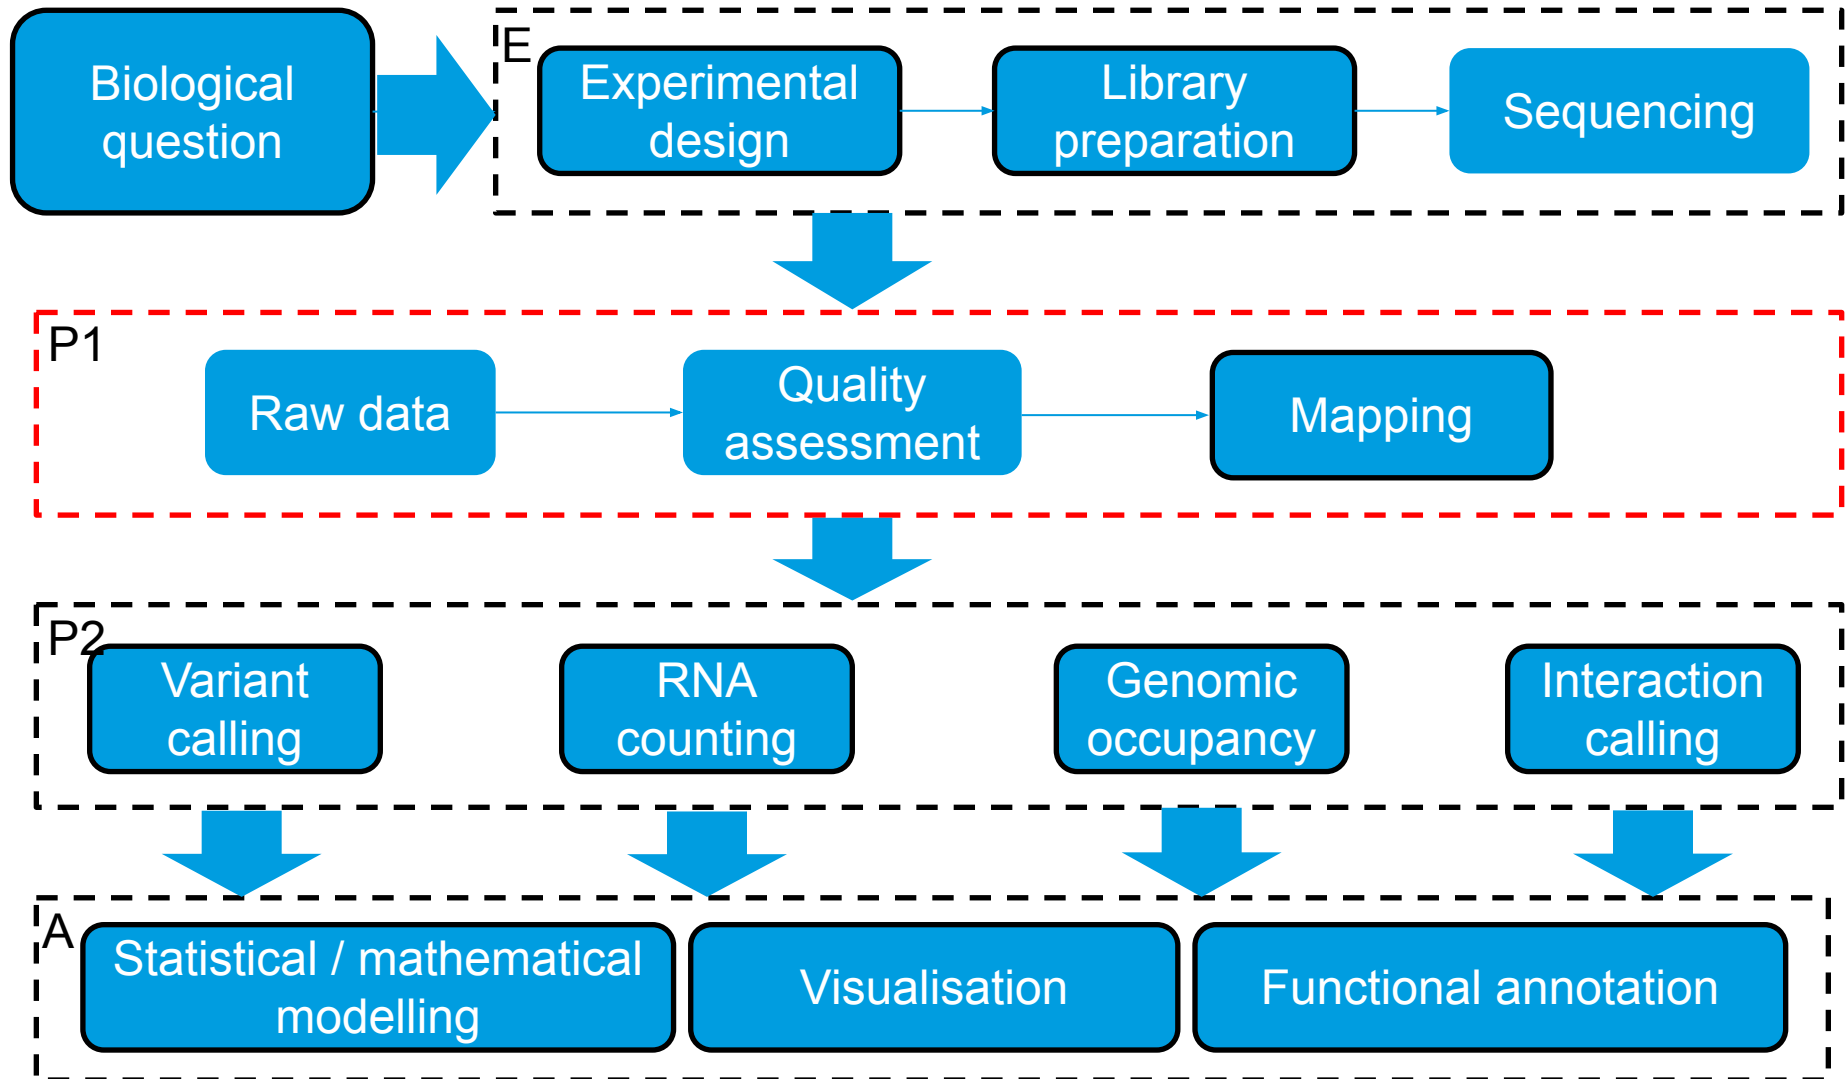 Biological
question
E
Experimental
design
Library
preparation
Sequencing
P1
Raw data
Quality
assessment
Mapping
P2
Variant
calling
RNA
counting
Genomic
occupancy
Interaction
calling
A
Statistical / mathematical
modelling
Visualisation
Functional annotation